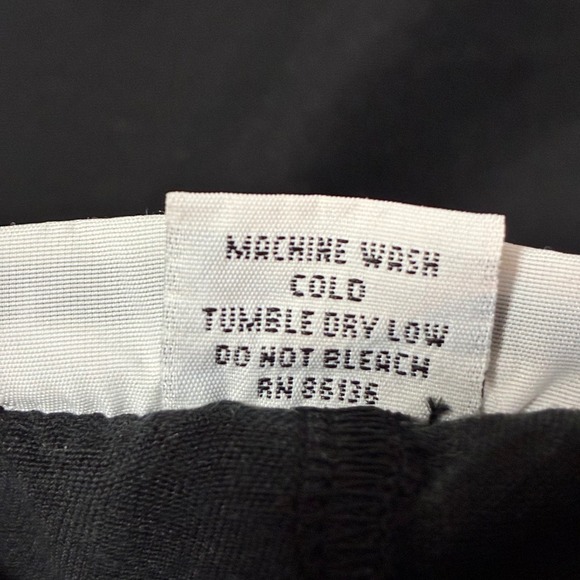 MACHINE WASH
COLD
TUMBLE DRY LOW
DO NOT BLEACH
RN 86136